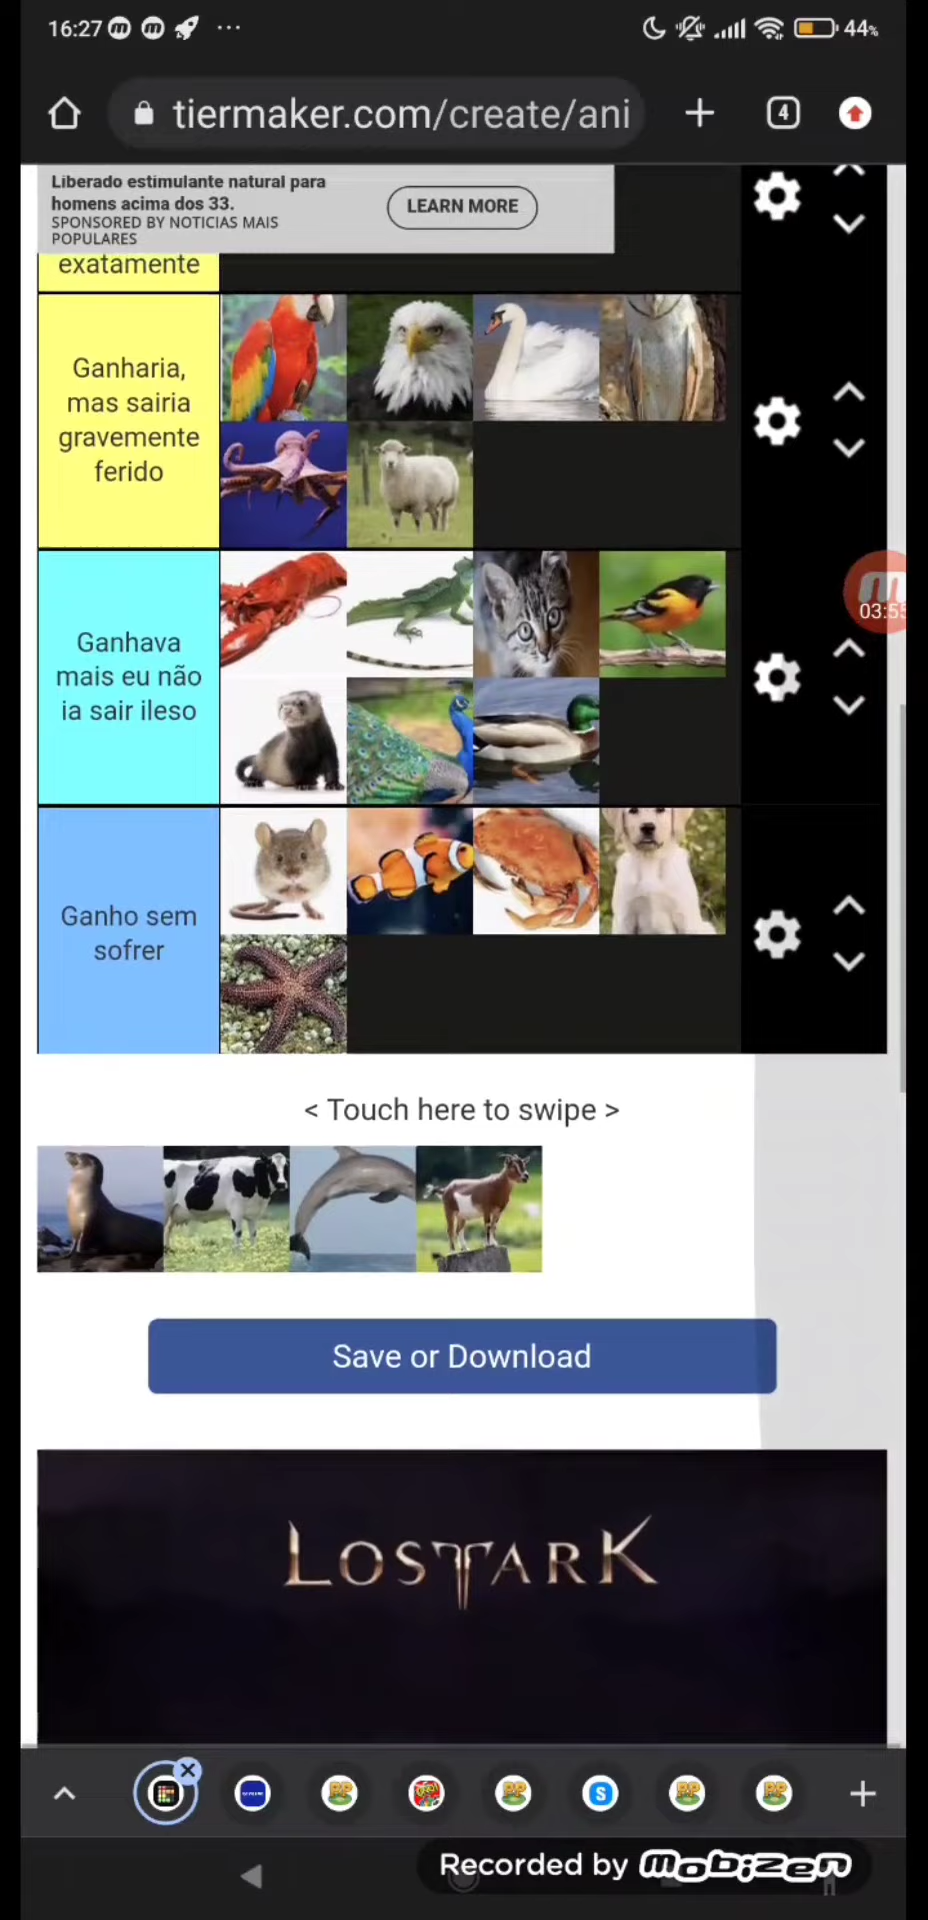 16:27
44%
tiermaker.com/create/ani
4
Liberado estimulante natural para
homens acima dos 33.
SPONSORED BY NOTICIAS MAIS
POPULARES
LEARN MORE
exatamente
Ganharia,
mas sairia
gravemente
ferido
Ganhava
mais eu não
ia sair ileso
03:55
Ganho sem
sofrer
< Touch here to swipe >
Save or Download
LOST ARK
S
Recorded by mobizen